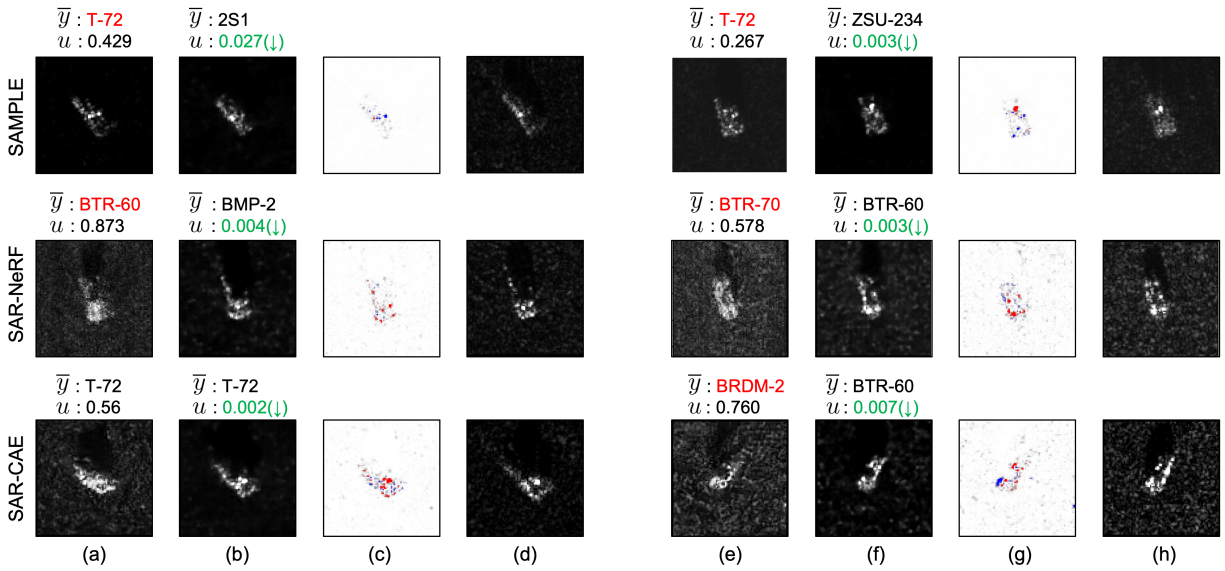 y̅ : T-72
u : 0.429
y̅ : 2S1
u : 0.027(↓)
y̅ : T-72
u : 0.267
y̅ : ZSU-234
u : 0.003(↓)
SAMPLE
y̅ : BTR-60
u : 0.873
y̅ : BMP-2
u : 0.004(↓)
y̅ : BTR-70
u : 0.578
y̅ : BTR-60
u : 0.003(↓)
SAR-NeRF
y̅ : T-72
u : 0.56
y̅ : T-72
u : 0.002(↓)
y̅ : BRDM-2
u : 0.760
y̅ : BTR-60
u : 0.007(↓)
SAR-CAE
(a) (b) (c) (d) (e) (f) (g) (h)